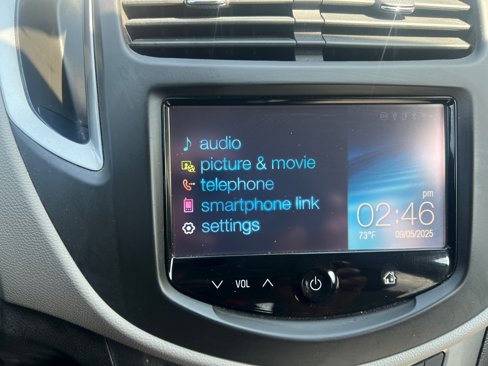 audio
picture & movie
telephone
smartphone link
settings
pm
02:46
73°F 09/05/2025
VOL